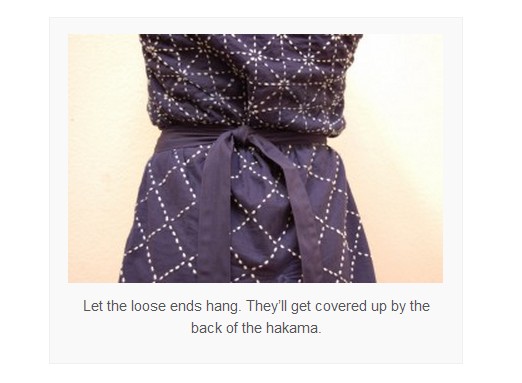 Let the loose ends hang. They’ll get covered up by the
back of the hakama.